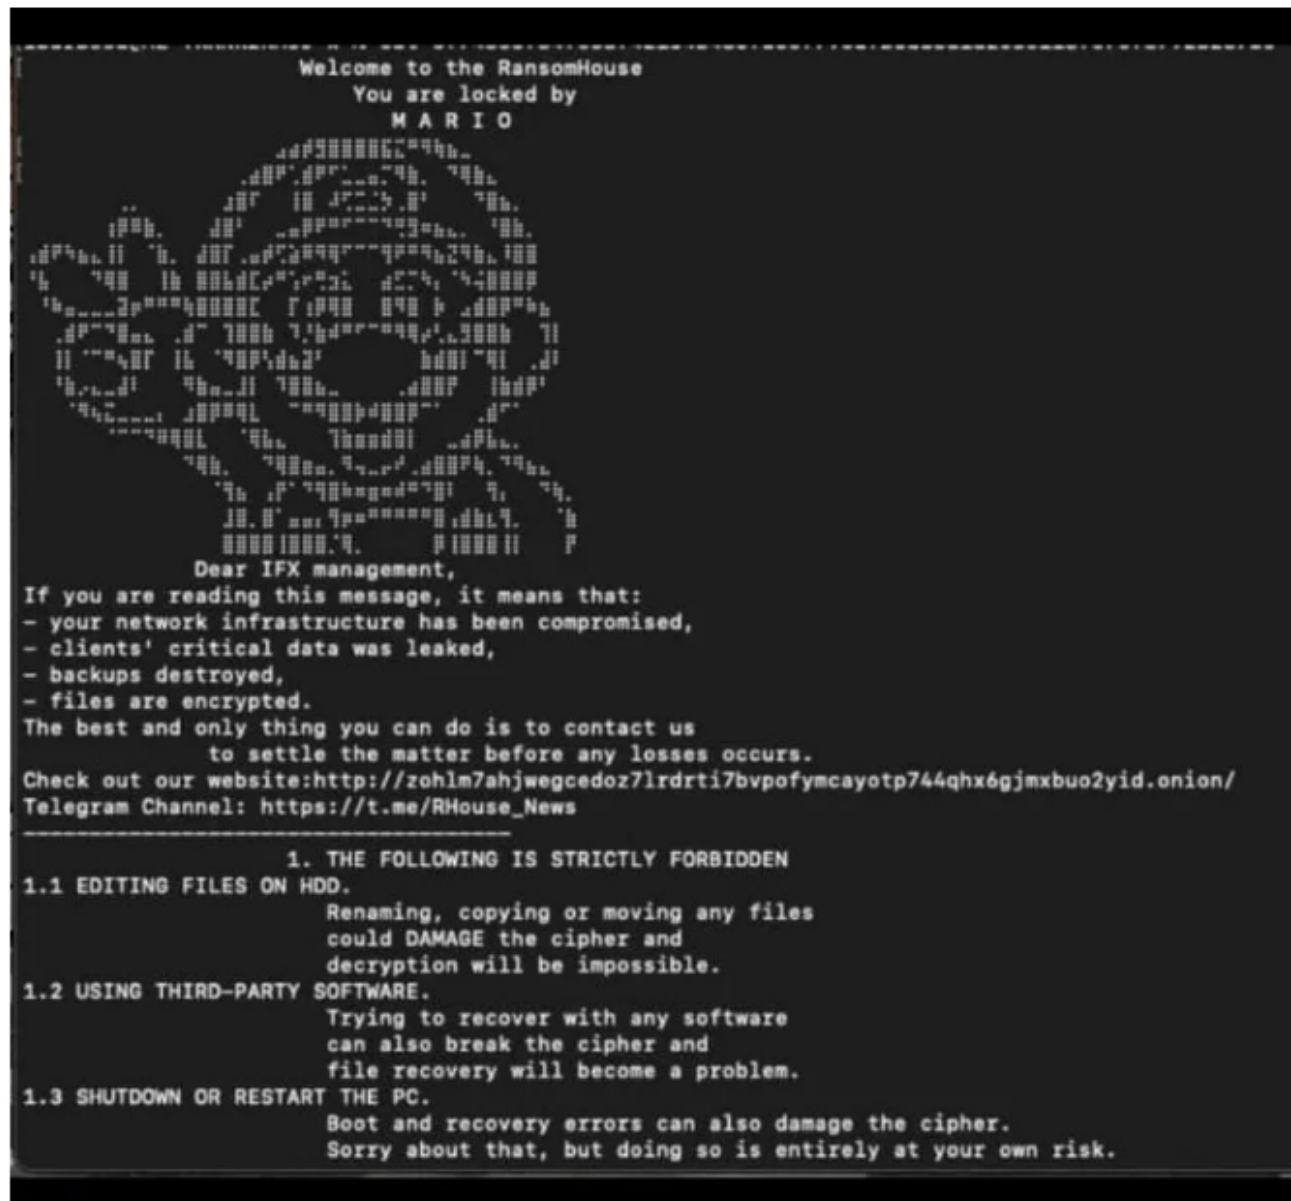 Welcome to the RansomHouse
You are locked by
M A R I O
Dear IFX management,
If you are reading this message, it means that:
- your network infrastructure has been compromised,
- clients' critical data was leaked,
- backups destroyed,
- files are encrypted.
The best and only thing you can do is to contact us
to settle the matter before any losses occurs.
Check out our website:http://zohlm7ahjwegcedoz7lrdrti7bvpofymcayotp744qhx6gjmxbuo2yid.onion/
Telegram Channel: https://t.me/RHouse_News
--------------------------------------
1. THE FOLLOWING IS STRICTLY FORBIDDEN
1.1 EDITING FILES ON HDD.
Renaming, copying or moving any files
could DAMAGE the cipher and
decryption will be impossible.
1.2 USING THIRD-PARTY SOFTWARE.
Trying to recover with any software
can also break the cipher and
file recovery will become a problem.
1.3 SHUTDOWN OR RESTART THE PC.
Boot and recovery errors can also damage the cipher.
Sorry about that, but doing so is entirely at your own risk.